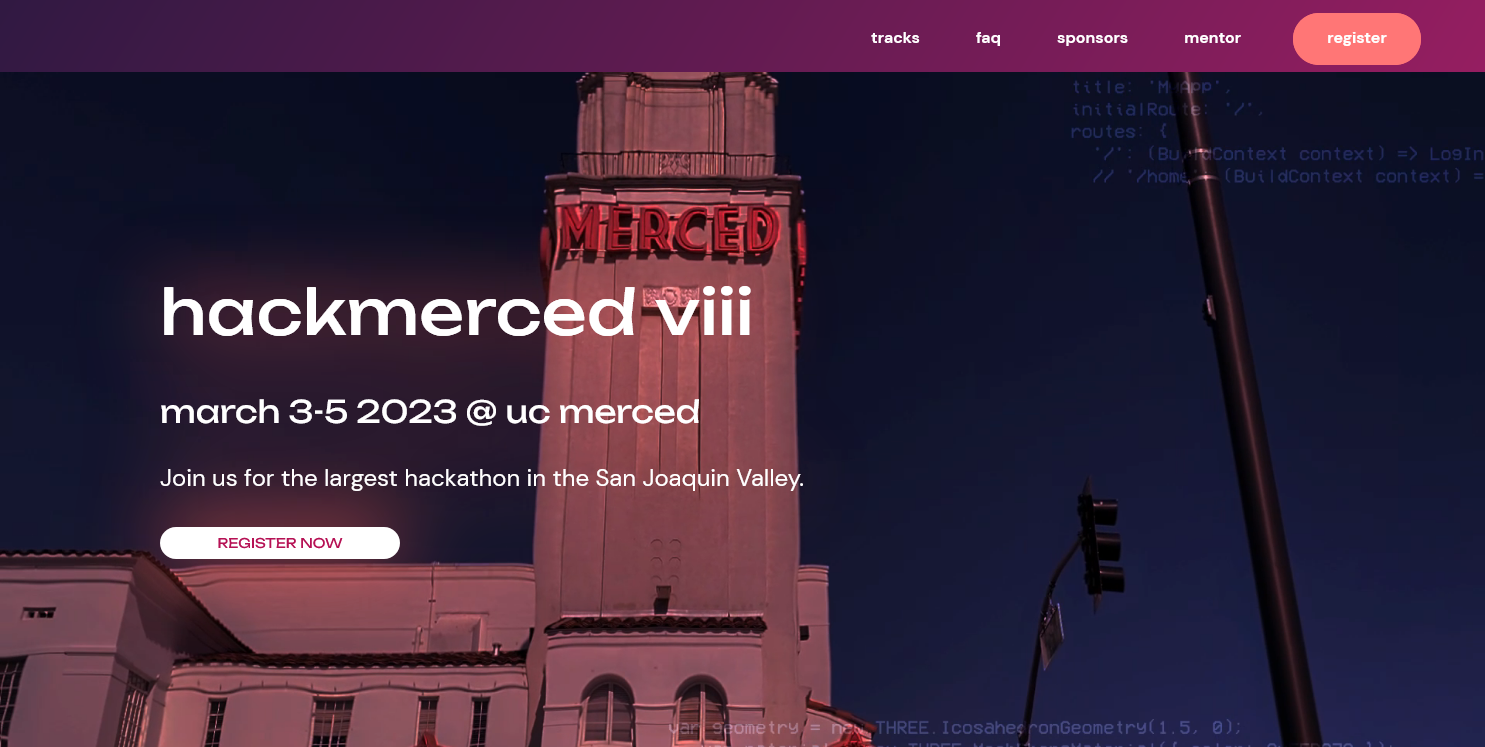 tracks faq sponsors mentor register
title: 'MyApp',
initialRoute: '/',
routes: {
'/': (BuildContext context) => LogIn
// '/home': (BuildContext context) =
MERCED
hackmerced viii
march 3-5 2023 @ uc merced
Join us for the largest hackathon in the San Joaquin Valley.
REGISTER NOW
var geometry = new THREE.IcosahedronGeometry(1.5, 0);